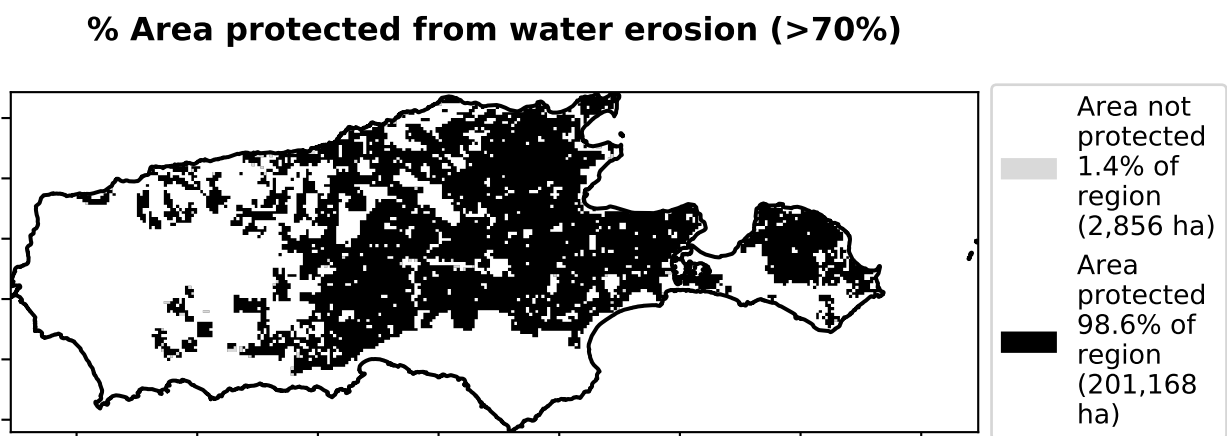 % Area protected from water erosion (>70%)
Area not
protected
1.4% of
region
(2,856 ha)
Area
protected
98.6% of
region
(201,168
ha)